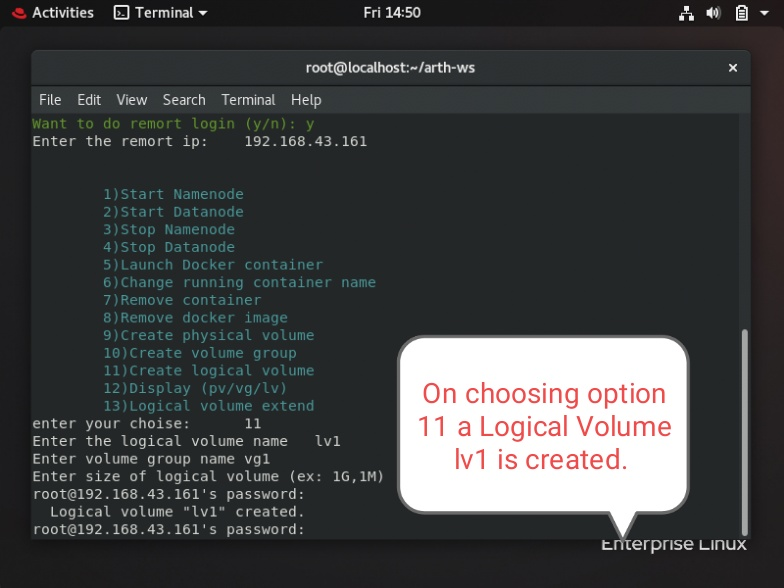 Activities Terminal Fri 14:50
root@localhost:~/arth-ws
File Edit View Search Terminal Help
Want to do remort login (y/n): y
Enter the remort ip: 192.168.43.161
1)Start Namenode
2)Start Datanode
3)Stop Namenode
4)Stop Datanode
5)Launch Docker container
6)Change running container name
7)Remove container
8)Remove docker image
9)Create physical volume
10)Create volume group
11)Create logical volume
12)Display (pv/vg/lv)
13)Logical volume extend
enter your choise: 11
Enter the logical volume name lv1
Enter volume group name vg1
Enter size of logical volume (ex: 1G,1M)
root@192.168.43.161's password:
Logical volume "lv1" created.
root@192.168.43.161's password:
On choosing option
11 a Logical Volume
lv1 is created.
Enterprise Linux